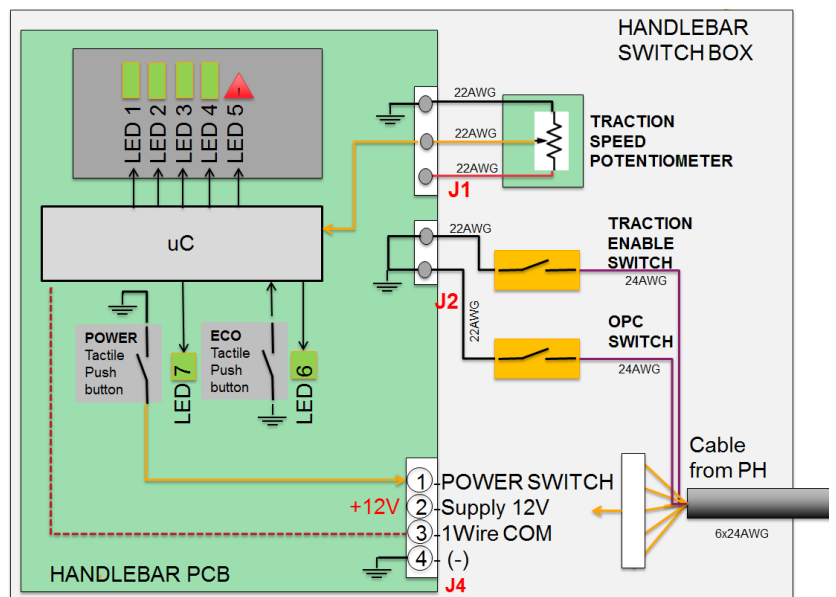 HANDLEBAR
SWITCH BOX
LED 1
LED 2
LED 3
LED 4
LED 5
!
22AWG
22AWG
22AWG
J1
TRACTION
SPEED
POTENTIOMETER
uC
22AWG
J2
22AWG
TRACTION
ENABLE
SWITCH
24AWG
OPC
SWITCH
24AWG
POWER
Tactile
Push
button
LED 7
ECO
Tactile
Push
button
LED 6
1-POWER SWITCH
+12V
2-Supply 12V
3-1Wire COM
4-(-)
J4
Cable
from PH
6x24AWG
HANDLEBAR PCB